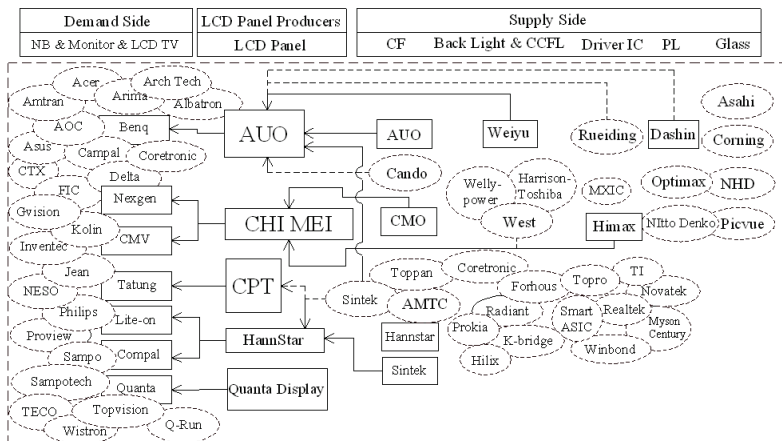 Demand Side
NB & Monitor & LCD TV
LCD Panel Producers
LCD Panel
Supply Side
CF Back Light & CCFL Driver IC PL Glass
Acer
Arch Tech
Amtran
Arima
Albatron
AOC
Benq
Asus
Campal
Coretronic
CTX
Delta
FIC
Nexgen
Gvision
Kolin
CMV
Inventec
Jean
Tatung
NESO
Philips
Lite-on
Proview
Sampo
Compal
Sampotech
Quanta
TECO
Topvision
Wistron
Q-Run
AUO
CHI MEI
CPT
HannStar
Quanta Display
AUO
Cando
CMO
Sintek
Toppan
AMTC
Hannstar
Sintek
Weiyu
Welly-
power
Harrison-
Toshiba
West
Coretronic
Forhous
Radiant
Prokia
K-bridge
Hilix
Rueiding
MXIC
Himax
Topro
TI
Novatek
Smart
ASIC
Realtek
Myson
Century
Winbond
Dashin
Optimax
NItto Denko
Asahi
Corning
NHD
Picvue